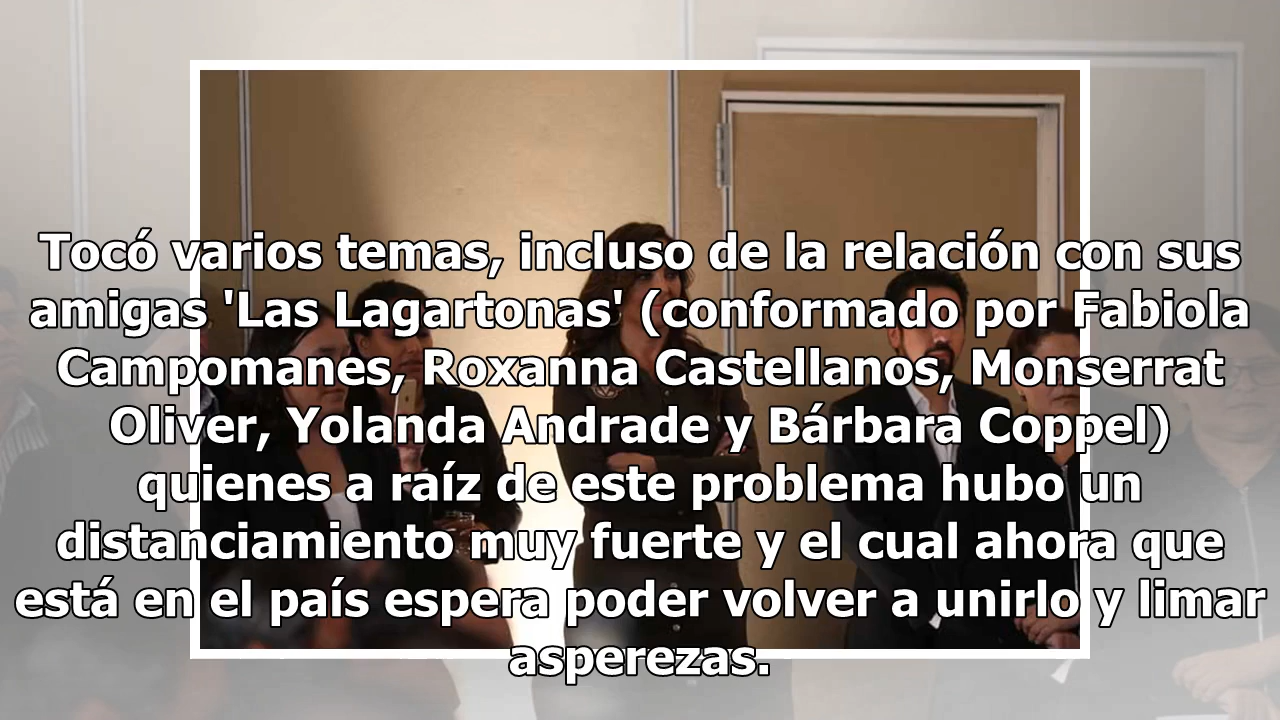 Tocó varios temas, incluso de la relación con sus
amigas 'Las Lagartonas' (conformado por Fabiola
Campomanes, Roxanna Castellanos, Monserrat
Oliver, Yolanda Andrade y Bárbara Coppel)
quienes a raíz de este problema hubo un
distanciamiento muy fuerte y el cual ahora que
está en el país espera poder volver a unirlo y limar
asperezas.